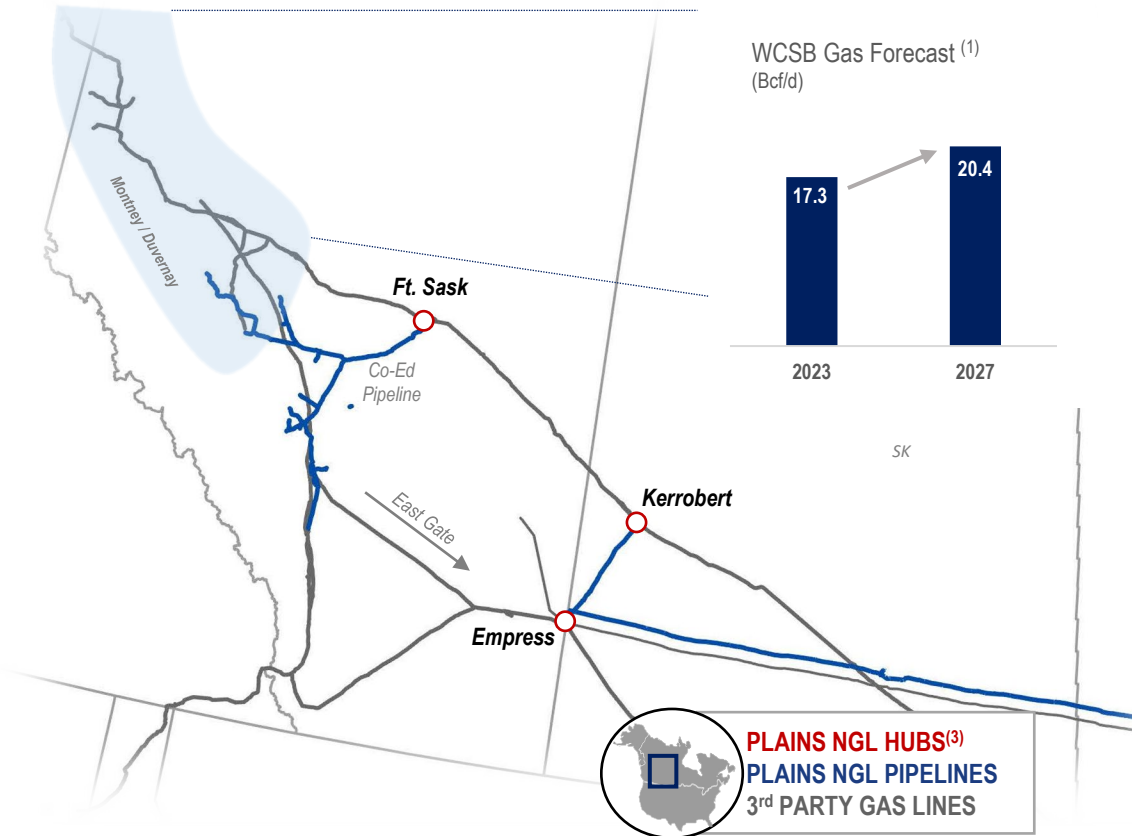 WCSB Gas Forecast (1)
(Bcf/d)
17.3
20.4
2023
2027
Montney / Duvernay
Ft. Sask
Co-Ed
Pipeline
SK
East Gate
Kerrobert
Empress
PLAINS NGL HUBS(3)
PLAINS NGL PIPELINES
3rd PARTY GAS LINES